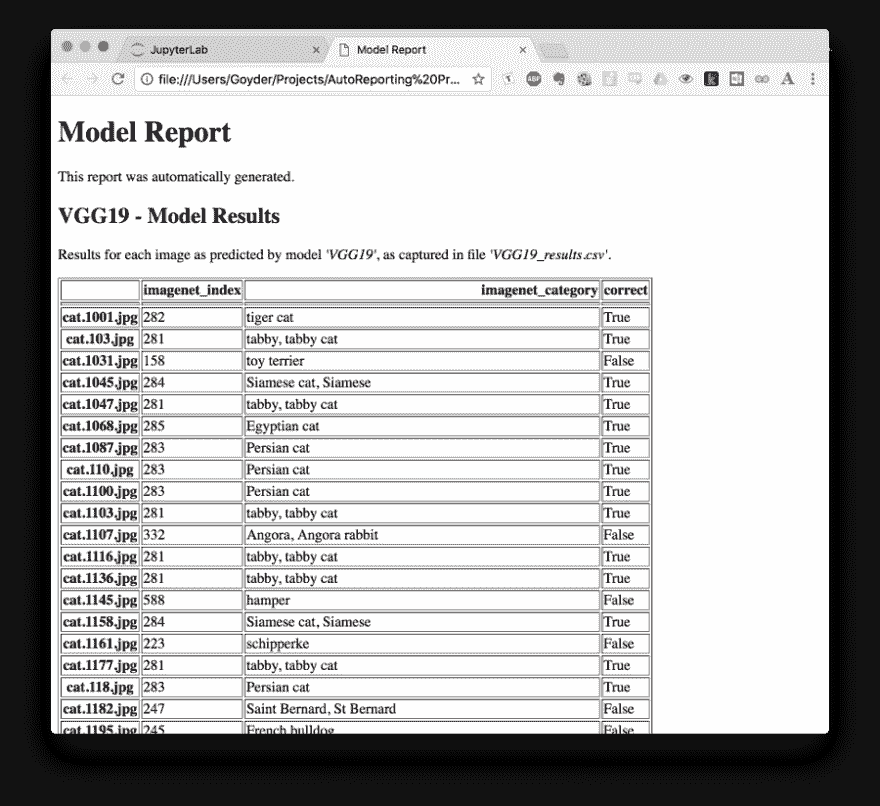 JupyterLab Model Report
file:///Users/Goyder/Projects/AutoReporting%20Pr...
Model Report
This report was automatically generated.
VGG19 - Model Results
Results for each image as predicted by model 'VGG19', as captured in file 'VGG19_results.csv'.
imagenet_index imagenet_category correct
cat.1001.jpg 282 tiger cat True
cat.103.jpg 281 tabby, tabby cat True
cat.1031.jpg 158 toy terrier False
cat.1045.jpg 284 Siamese cat, Siamese True
cat.1047.jpg 281 tabby, tabby cat True
cat.1068.jpg 285 Egyptian cat True
cat.1087.jpg 283 Persian cat True
cat.110.jpg 283 Persian cat True
cat.1100.jpg 283 Persian cat True
cat.1103.jpg 281 tabby, tabby cat True
cat.1107.jpg 332 Angora, Angora rabbit False
cat.1116.jpg 281 tabby, tabby cat True
cat.1136.jpg 281 tabby, tabby cat True
cat.1145.jpg 588 hamper False
cat.1158.jpg 284 Siamese cat, Siamese True
cat.1161.jpg 223 schipperke False
cat.1177.jpg 281 tabby, tabby cat True
cat.118.jpg 283 Persian cat True
cat.1182.jpg 247 Saint Bernard, St Bernard False
cat.1195.jpg 245 French bulldog False